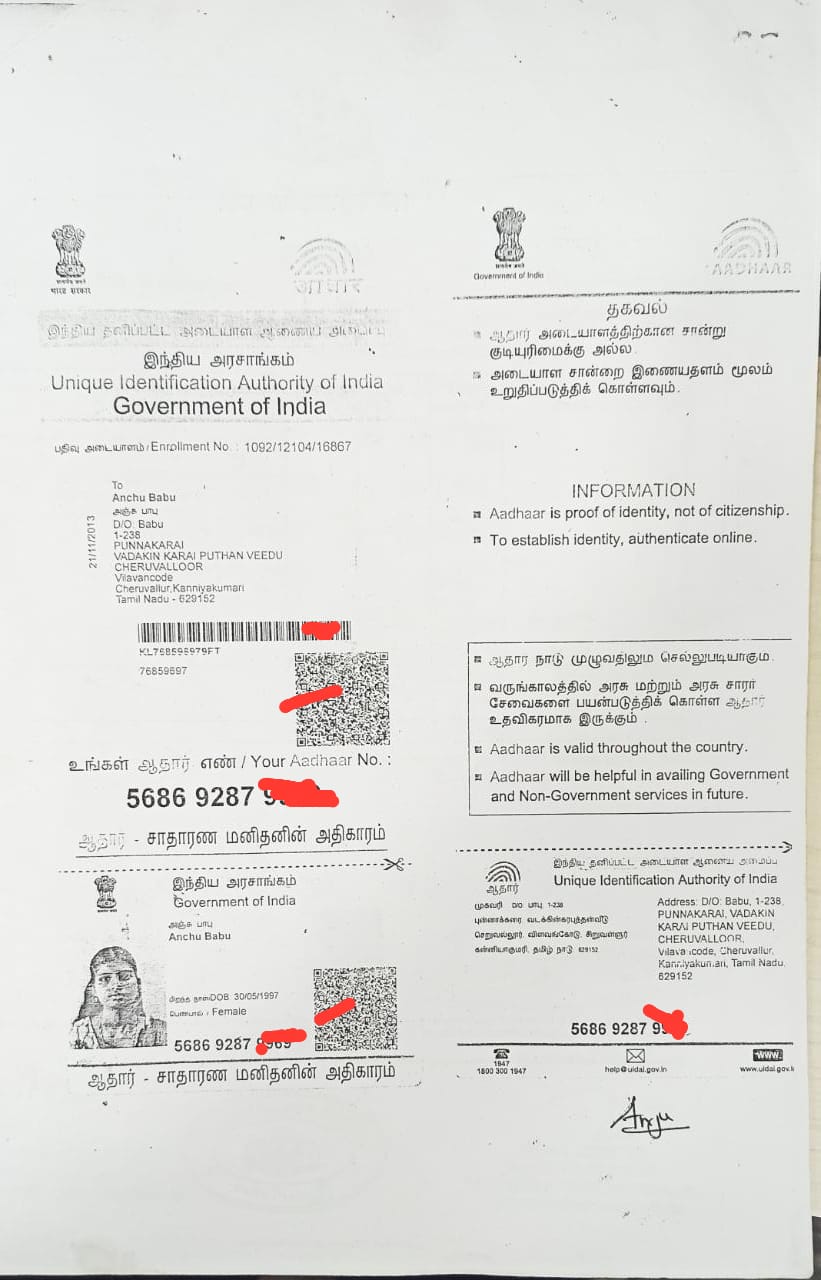 भारत सरकार
आधार
இந்திய தனிப்பட்ட அடையாள ஆணைய அமைப்பு
இந்திய அரசாங்கம்
Unique Identification Authority of India
Government of India
பதிவு அடையாளம் / Enrollment No. : 1092/12104/16867
21/11/2013
To
Anchu Babu
அஞ்சு பாபு
D/O: Babu
1-238
PUNNAKARAI
VADAKIN KARAI PUTHAN VEEDU
CHERUVALLOOR
Vilavancode
Cheruvallur,Kanniyakumari
Tamil Nadu - 629152
KL768596979FT
உங்கள் ஆதார் எண் / Your Aadhaar No. :
5686 9287
ஆதார் - சாதாரண மனிதனின் அதிகாரம்
இந்திய அரசாங்கம்
Government of India
அஞ்சு பாபு
Anchu Babu
பிறந்த நாள்/DOB 30/05/1997
பெண்பால் / Female
5686 9287
ஆதார் - சாதாரண மனிதனின் அதிகாரம்
Government of India
AADHAAR
தகவல்
ஆதார் அடையாளத்திற்கான சான்று
குடியுரிமைக்கு அல்ல
அடையாள சான்றை இணையதளம் மூலம்
உறுதிப்படுத்திக் கொள்ளவும்.
INFORMATION
Aadhaar is proof of identity, not of citizenship.
To establish identity, authenticate online.
ஆதார நாடு முழுவதிலும செல்லுபடியாகும.
வருங்காலத்தில் அரசு மற்றும் அரசு சாரா
சேவைகளை பயன்படுத்திக் கொள்ள ஆதார்
உதவிகரமாக இருக்கும் .
Aadhaar is valid throughout the country.
Aadhaar will be helpful in availing Government
and Non-Government services in future.
ஆதார்
இந்திய தனிப்பட்ட அடையாள ஆணைய அமைப்பு
Unique Identification Authority of India
முகவரி D/O: பாபு 1-238
புன்னக்கரை, வடக்கின்கரபுத்தன்வீடு
செறுவல்லூர், விளவங்கோடு, சிறுவள்ளூர்
கன்னியாகுமரி, தமிழ் நாடு 629152
Address: D/O: Babu, 1-238,
PUNNAKARAI, VADAKIN
KARAI PUTHAN VEEDU,
CHERUVALLOOR,
Vilavancode, Cheruvallur,
Kanniyakumari, Tamil Nadu,
629152
5686 9287
1947
1800 300 1947
help@uidai.gov.in
www
www.uidai.gov.i
Anju